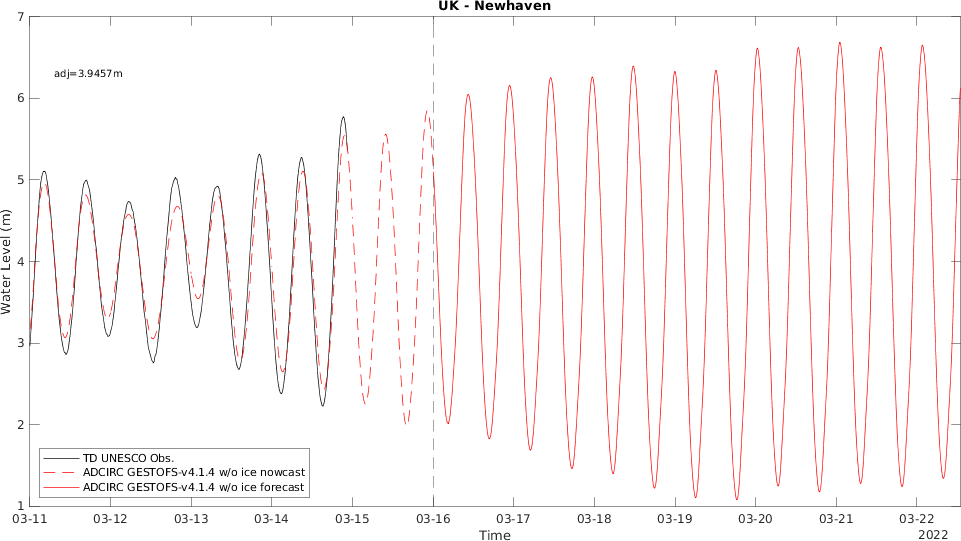 UK - Newhaven
7
adj=3.9457m
6
5
4
3
2
1
Water Level (m)
TD UNESCO Obs.
ADCIRC GESTOFS-v4.1.4 w/o ice nowcast
ADCIRC GESTOFS-v4.1.4 w/o ice forecast
03-11 03-12 03-13 03-14 03-15 03-16 03-17 03-18 03-19 03-20 03-21 03-22
Time
2022